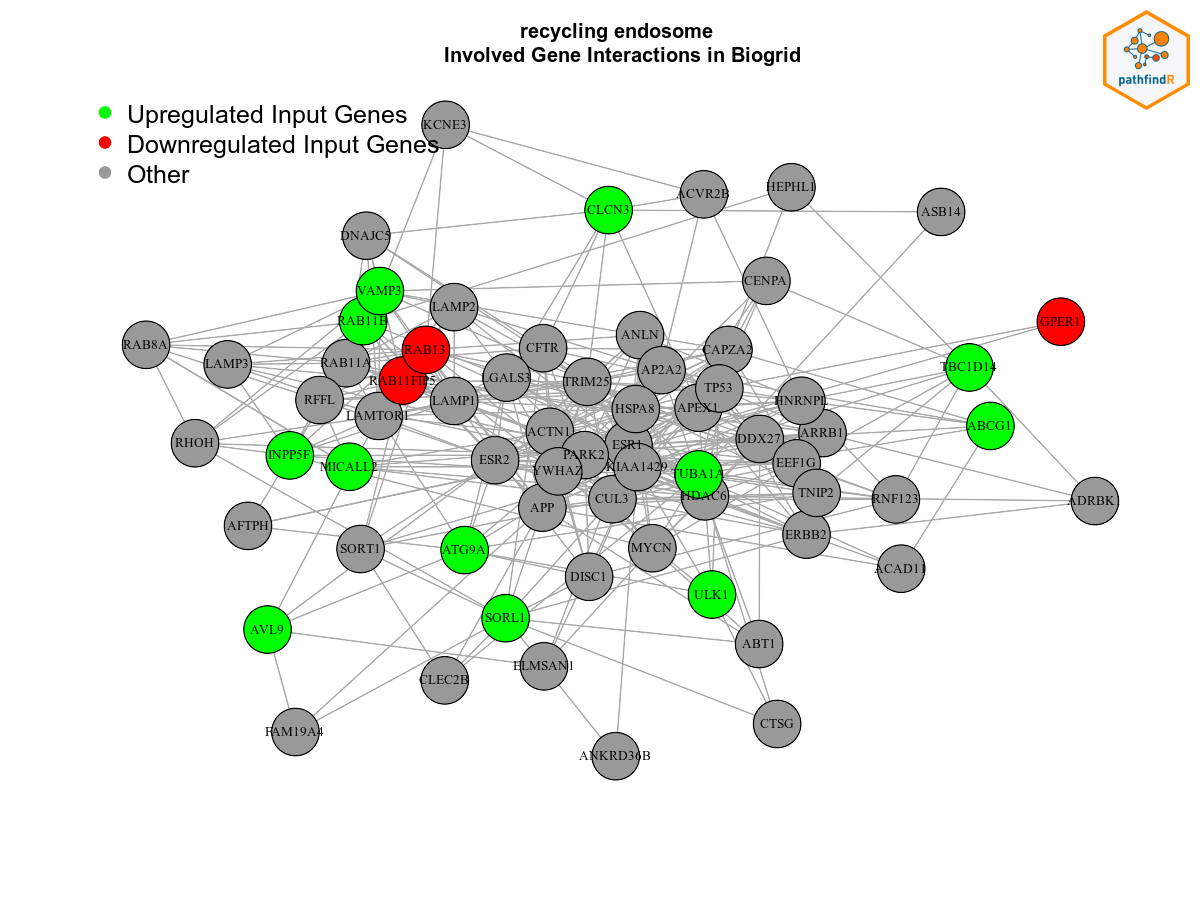 recycling endosome
Involved Gene Interactions in Biogrid
pathfindR
Upregulated Input Genes
Downregulated Input Genes
Other
KCNE3
ACVR2B
HEPHL1
CLCN3
ASB14
DNAJC5
CENPA
VAMP3
LAMP2
RAB11B
GPER1
ANLN
RAB8A
CFTR
RAB13
CAPZA2
LAMP3
RAB11A
AP2A2
TBC1D14
LGALS3
RAB11FIP5
TRIM25
TP53
RFFL
LAMP1
HNRNPL
HSPA8
APEX1
LAMTOR1
ABCG1
ACTN1
ARRB1
DDX27
RHOH
ESR1
INPP5F
PARK2
ESR2
EEF1G
MICALL2
YWHAZ
KIAA1429
TUBA1A
TNIP2
HDAC6
CUL3
RNF123
ADRBK
APP
AFTPH
ERBB2
SORT1
ATG9A
MYCN
ACAD11
DISC1
ULK1
SORL1
AVL9
ABT1
ELMSAN1
CLEC2B
CTSG
FAM19A4
ANKRD36B